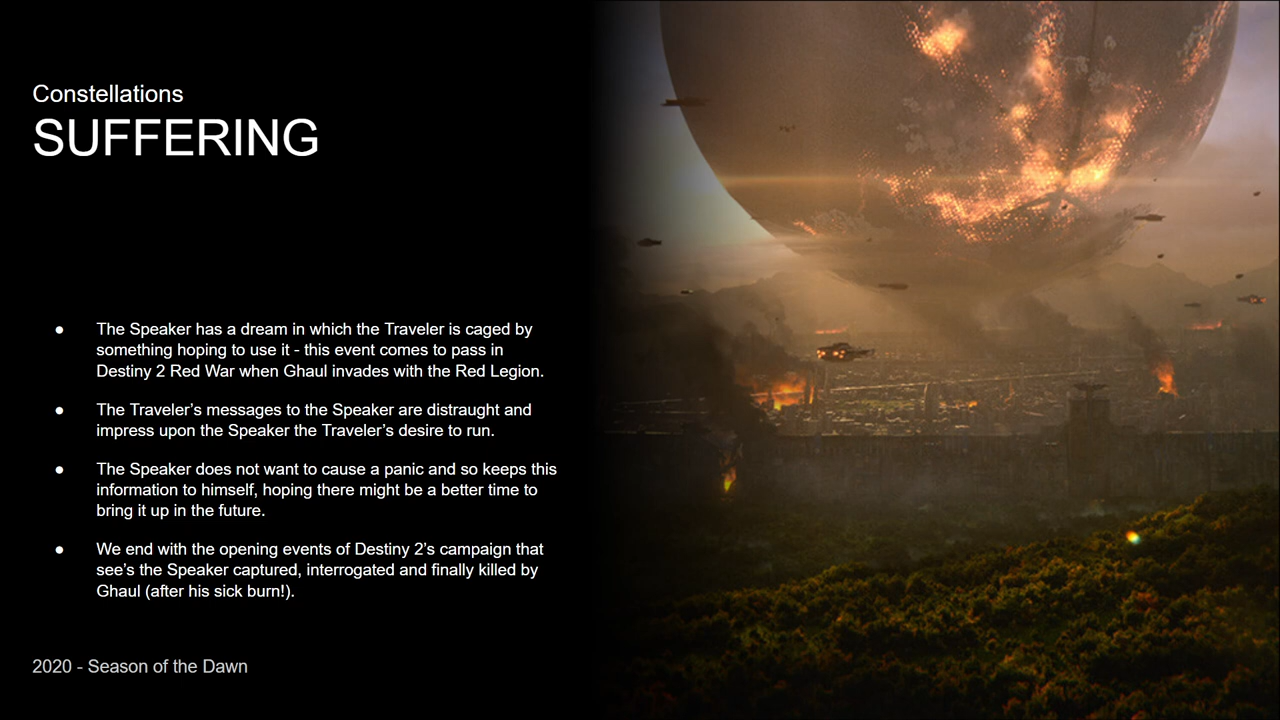 Constellations
SUFFERING
● The Speaker has a dream in which the Traveler is caged by
something hoping to use it - this event comes to pass in
Destiny 2 Red War when Ghaul invades with the Red Legion.
● The Traveler's messages to the Speaker are distraught and
impress upon the Speaker the Traveler's desire to run.
● The Speaker does not want to cause a panic and so keeps this
information to himself, hoping there might be a better time to
bring it up in the future.
● We end with the opening events of Destiny 2's campaign that
see's the Speaker captured, interrogated and finally killed by
Ghaul (after his sick burn!).
2020 - Season of the Dawn